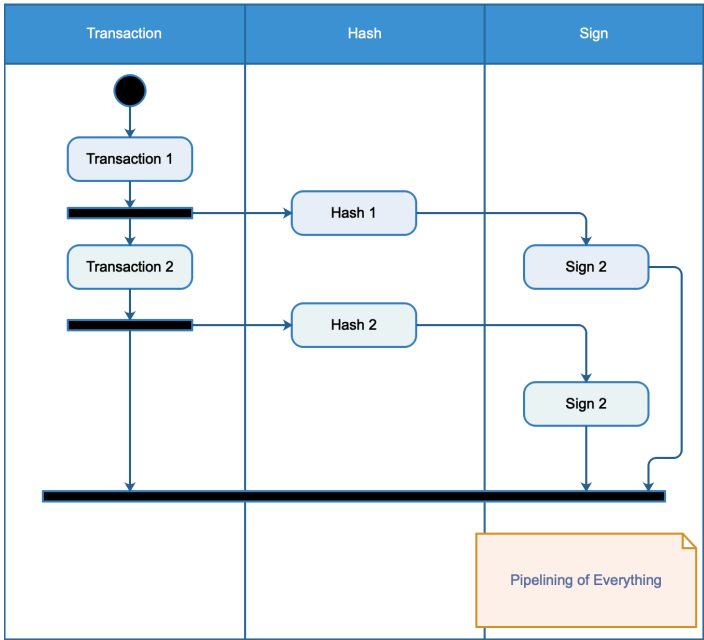 Transaction
Hash
Sign
Transaction 1
Hash 1
Transaction 2
Sign 2
Hash 2
Sign 2
Pipelining of Everything